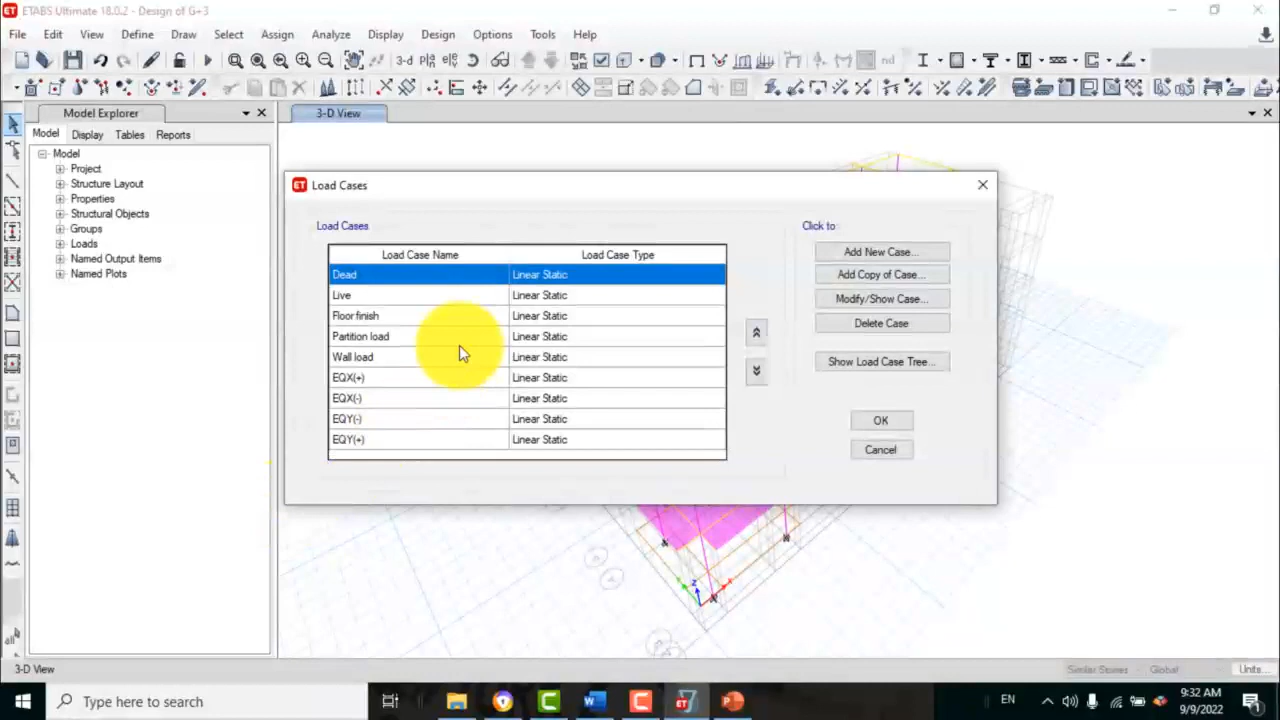 ETABS Ultimate 18.0.2 - Design of G+3
File Edit View Define Draw Select Assign Analyze Display Design Options Tools Help
3-d
nd
Model Explorer
3-D View
Model Display Tables Reports
Model
Project
Structure Layout
Properties
Structural Objects
Groups
Loads
Named Output Items
Named Plots
ET Load Cases
Load Cases
Click to:
Load Case Name Load Case Type
Dead Linear Static
Live Linear Static
Floor finish Linear Static
Partition load Linear Static
Wall load Linear Static
EQX(+) Linear Static
EQX(-) Linear Static
EQY(-) Linear Static
EQY(+) Linear Static
Add New Case...
Add Copy of Case...
Modify/Show Case...
Delete Case
Show Load Case Tree...
OK
Cancel
Z
X
3-D View
Similar Stories Global Units...
Type here to search
EN
9:32 AM
9/9/2022